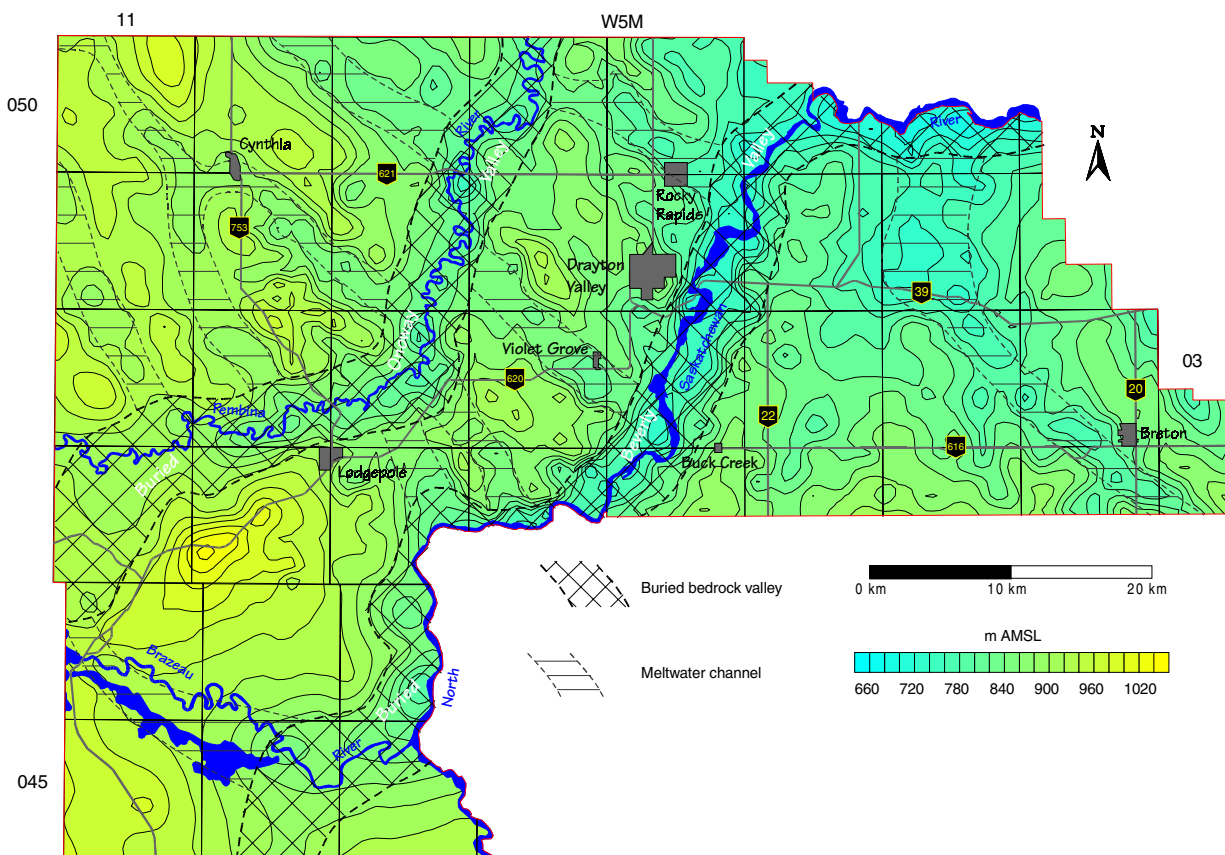 11
W5M
050
River
River
N
Cynthia
Valley
Valley
621
Rocky
Rapids
753
Drayton
Valley
39
Onoway
Saskatchewan
Violet Grove
620
03
20
22
Pembina
Beverly
616
Breton
Buried
Lodgepole
Buck Creek
Buried bedrock valley
0 km
10 km
20 km
m AMSL
Brazeau
Meltwater channel
660 720 780 840 900 960 1020
North
Buried
River
045